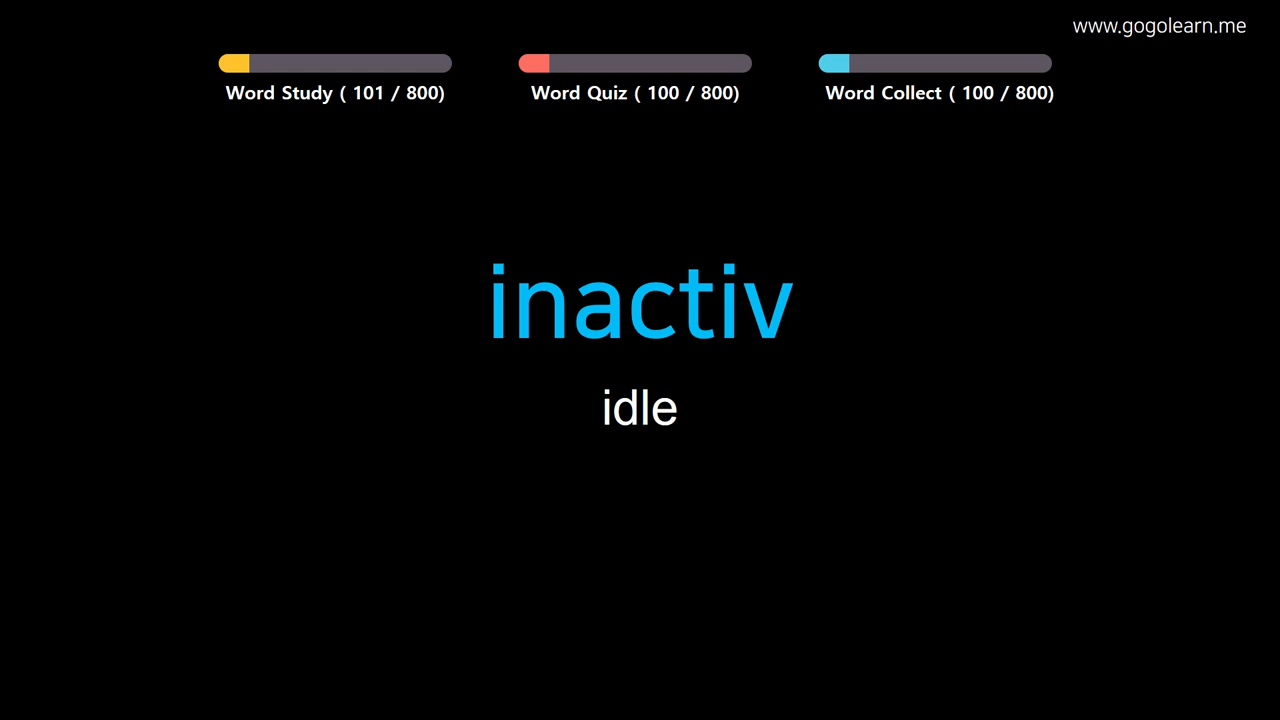 www.gogolearn.me
Word Study ( 101 / 800)
Word Quiz ( 100 / 800)
Word Collect ( 100 / 800)
inactiv
idle